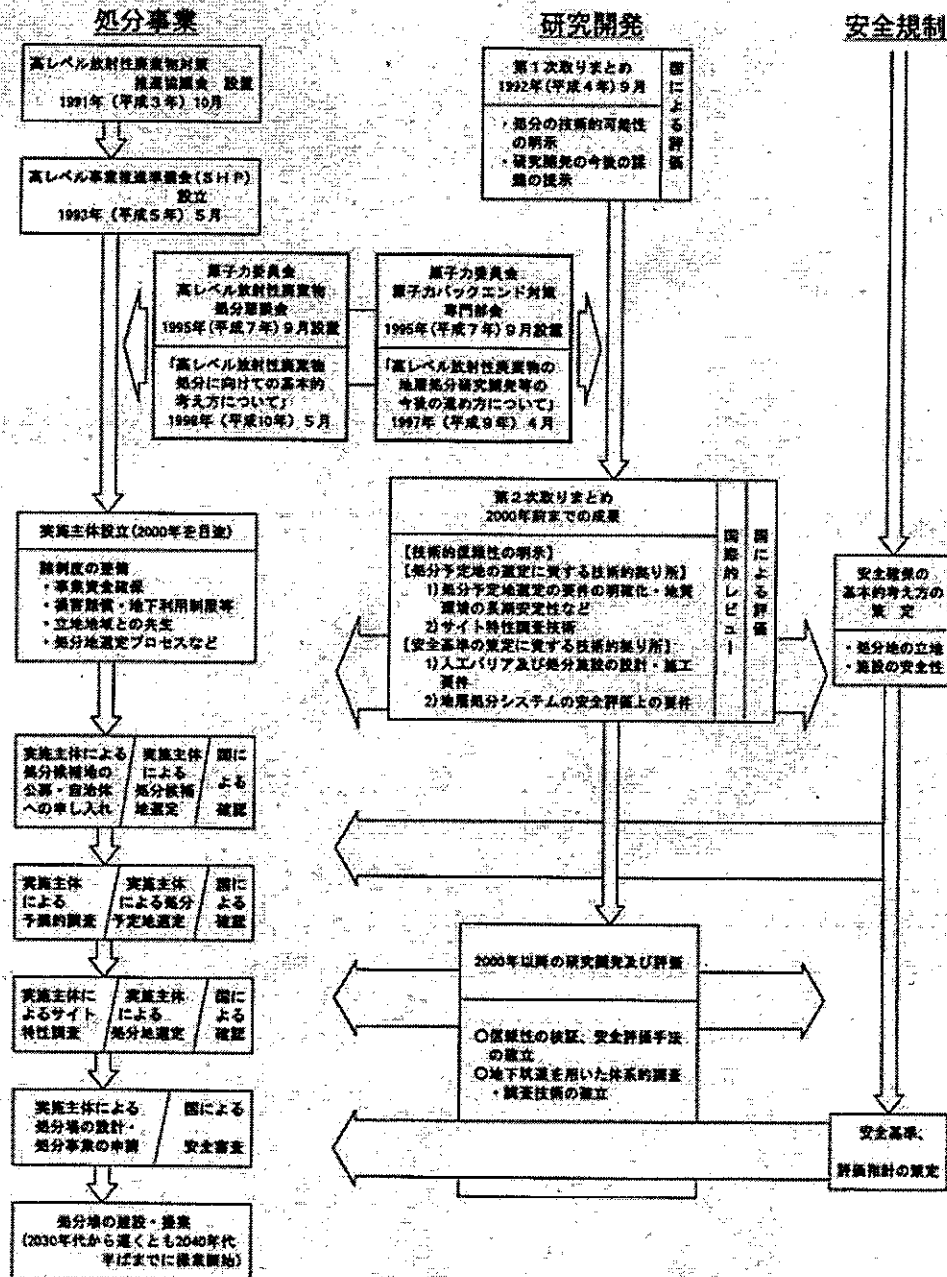 処分事業
高レベル放射性廃棄物対策
推進協議会 設置
1991年(平成3年)10月
高レベル事業推進準備会(SHP)
設立
1993年(平成5年)5月
原子力委員会
高レベル放射性廃棄物
処分懇談会
1995年(平成7年)9月設置
「高レベル放射性廃棄物
処分に向けての基本的
考え方について」
1998年(平成10年)5月
実施主体設立(2000年を目途)
諸制度の整備
・事業資金確保
・損害賠償・地下利用制限等
・立地地域との共生
・処分地選定プロセスなど
実施主体による
処分候補地の
公募・自治体
への申し入れ
実施主体
による
処分候補
地選定
国に
よる
確認
実施主体
による
予備的調査
実施主体
による処分
予定地選定
国に
よる
確認
実施主体に
よるサイト
特性調査
実施主体
による
処分地選定
国に
よる
確認
実施主体による
処分場の設計・
処分事業の申請
国による
安全審査
処分場の建設・操業
(2030年代から遅くとも2040年代
半ばまでに操業開始)
研究開発
第1次取りまとめ
1992年(平成4年)9月
・処分の技術的可能性
の明示
・研究開発の今後の課
題の提示
国による評価
原子力委員会
原子力バックエンド対策
専門部会
1995年(平成7年)9月設置
「高レベル放射性廃棄物の
地層処分研究開発等の
今後の進め方について」
1997年(平成9年)4月
第2次取りまとめ
2000年前までの成果
【技術的信頼性の明示】
【処分予定地の選定に資する技術的拠り所】
1)処分予定地選定の要件の明確化・地質
環境の長期安定性など
2)サイト特性調査技術
【安全基準の策定に資する技術的拠り所】
1)人工バリア及び処分施設の設計・施工
要件
2)地層処分システムの安全評価上の要件
国際的レビュー
国による評価
2000年以降の研究開発及び評価
○信頼性の検証、安全評価手法
の確立
○地下坑道を用いた体系的調査
・調査技術の確立
安全規制
安全確保の
基本的考え方の
策 定
・処分地の立地
・施設の安全性
安全基準、
評価指針の策定